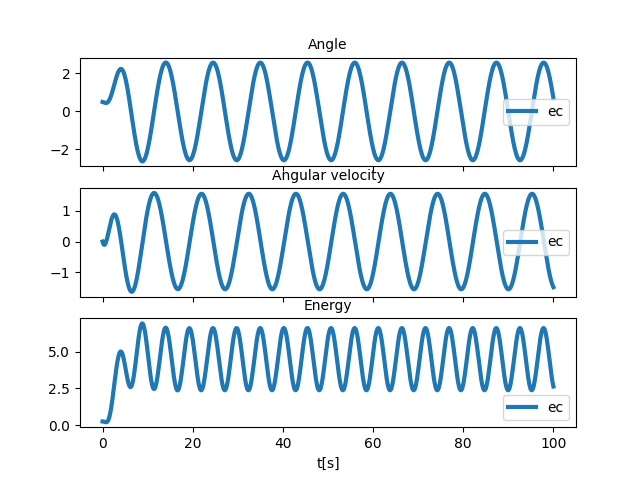 Angle
2
0
−2
ec
Angular velocity
1
0
−1
ec
Energy
5.0
2.5
0.0
ec
0 20 40 60 80 100
t[s]